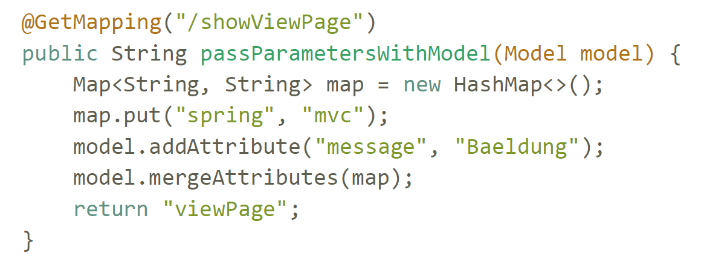 @GetMapping("/showViewPage")
public String passParametersWithModel(Model model) {
    Map<String, String> map = new HashMap<>();
    map.put("spring", "mvc");
    model.addAttribute("message", "Baeldung");
    model.mergeAttributes(map);
    return "viewPage";
}